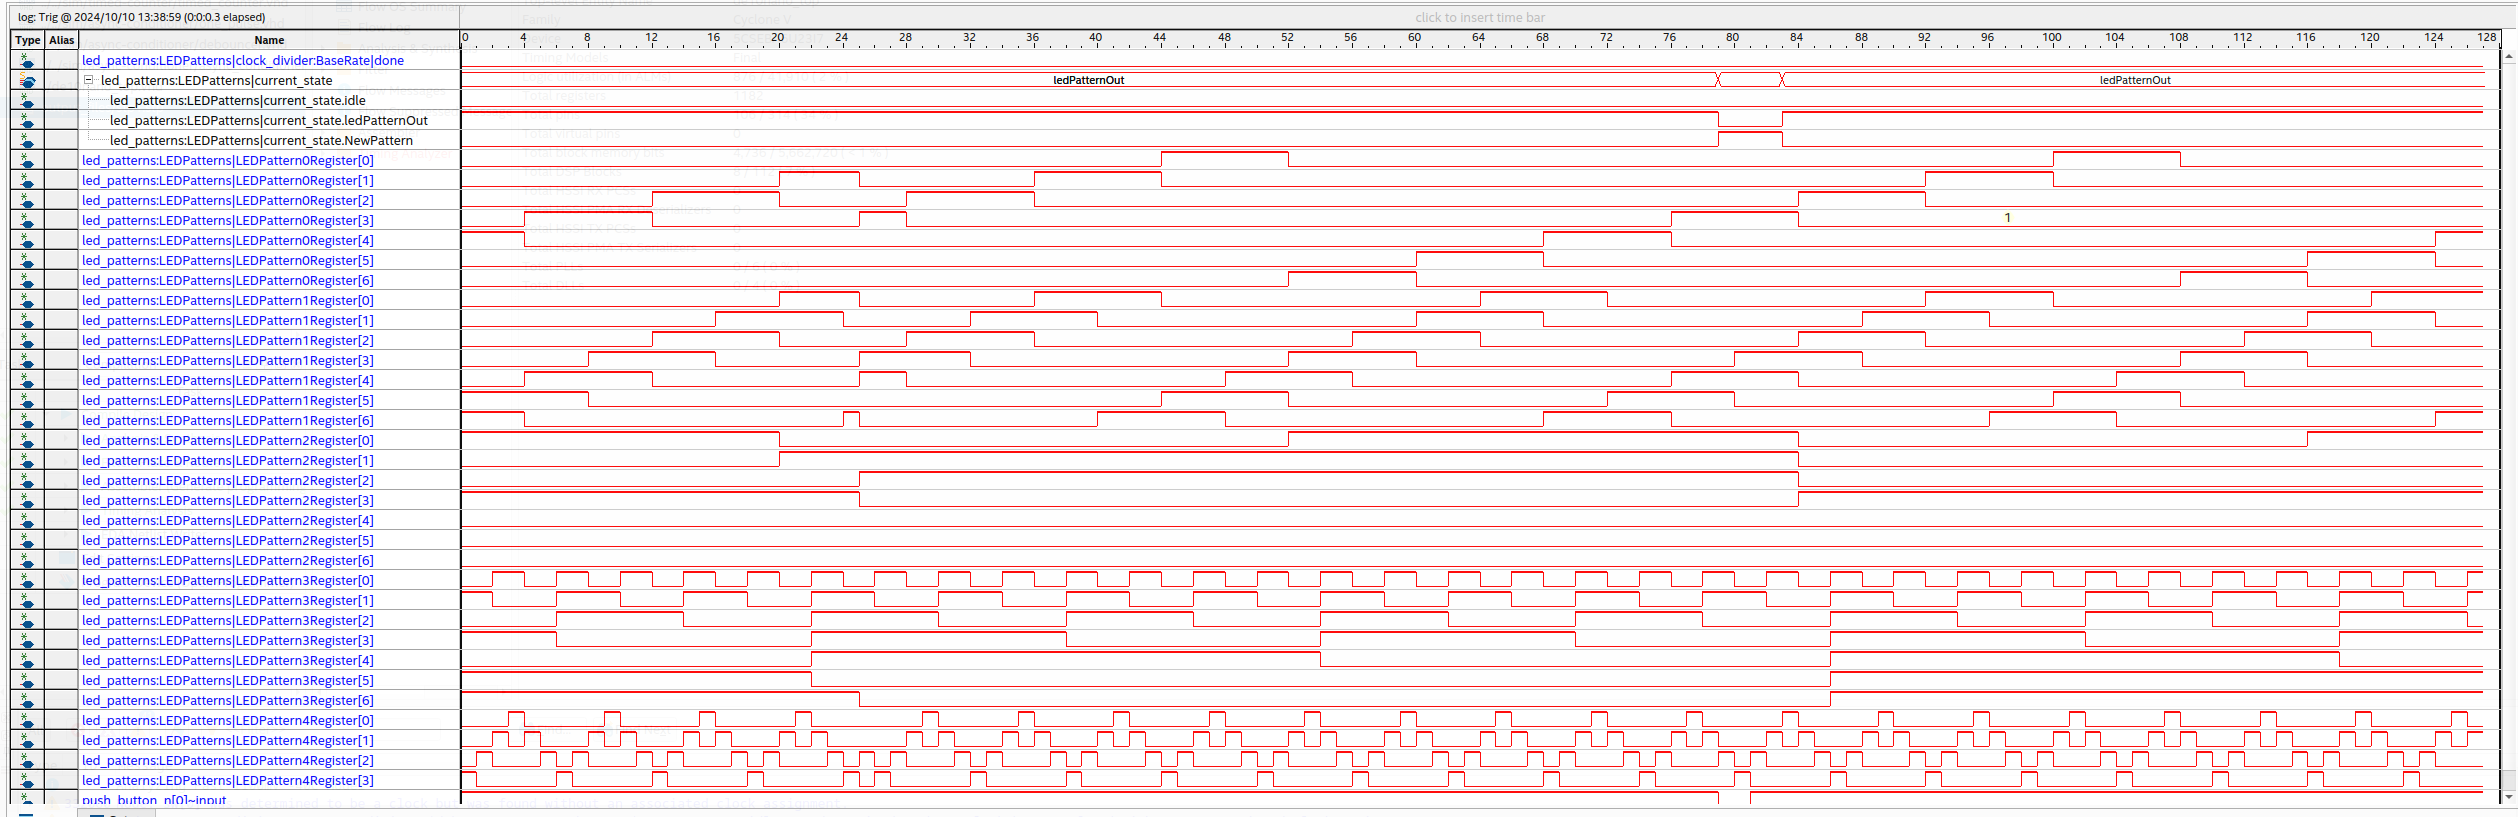 log: Trig @ 2024/10/10 13:38:59 (0:0:0.3 elapsed)
click to insert time bar
Type Alias Name 0 4 8 12 16 20 24 28 32 36 40 44 48 52 56 60 64 68 72 76 80 84 88 92 96 100 104 108 112 116 120 124 128
led_patterns:LEDPatterns|clock_divider:BaseRate|done
led_patterns:LEDPatterns|current_state ledPatternOut ledPatternOut
led_patterns:LEDPatterns|current_state.idle
led_patterns:LEDPatterns|current_state.ledPatternOut
led_patterns:LEDPatterns|current_state.NewPattern
led_patterns:LEDPatterns|LEDPattern0Register[0]
led_patterns:LEDPatterns|LEDPattern0Register[1]
led_patterns:LEDPatterns|LEDPattern0Register[2]
led_patterns:LEDPatterns|LEDPattern0Register[3] 1
led_patterns:LEDPatterns|LEDPattern0Register[4]
led_patterns:LEDPatterns|LEDPattern0Register[5]
led_patterns:LEDPatterns|LEDPattern0Register[6]
led_patterns:LEDPatterns|LEDPattern1Register[0]
led_patterns:LEDPatterns|LEDPattern1Register[1]
led_patterns:LEDPatterns|LEDPattern1Register[2]
led_patterns:LEDPatterns|LEDPattern1Register[3]
led_patterns:LEDPatterns|LEDPattern1Register[4]
led_patterns:LEDPatterns|LEDPattern1Register[5]
led_patterns:LEDPatterns|LEDPattern1Register[6]
led_patterns:LEDPatterns|LEDPattern2Register[0]
led_patterns:LEDPatterns|LEDPattern2Register[1]
led_patterns:LEDPatterns|LEDPattern2Register[2]
led_patterns:LEDPatterns|LEDPattern2Register[3]
led_patterns:LEDPatterns|LEDPattern2Register[4]
led_patterns:LEDPatterns|LEDPattern2Register[5]
led_patterns:LEDPatterns|LEDPattern2Register[6]
led_patterns:LEDPatterns|LEDPattern3Register[0]
led_patterns:LEDPatterns|LEDPattern3Register[1]
led_patterns:LEDPatterns|LEDPattern3Register[2]
led_patterns:LEDPatterns|LEDPattern3Register[3]
led_patterns:LEDPatterns|LEDPattern3Register[4]
led_patterns:LEDPatterns|LEDPattern3Register[5]
led_patterns:LEDPatterns|LEDPattern3Register[6]
led_patterns:LEDPatterns|LEDPattern4Register[0]
led_patterns:LEDPatterns|LEDPattern4Register[1]
led_patterns:LEDPatterns|LEDPattern4Register[2]
led_patterns:LEDPatterns|LEDPattern4Register[3]
push_button_n[0]~input